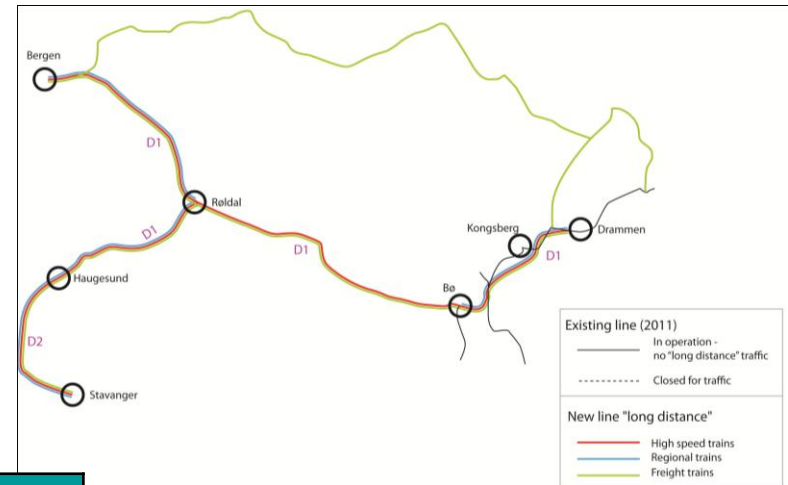 Bergen
D1
Røldal
D1
Kongsberg
Drammen
D1
D1
Haugesund
Bø
D2
Stavanger
Existing line (2011)
In operation -
no "long distance" traffic
Closed for traffic
New line "long distance"
High speed trains
Regional trains
Freight trains